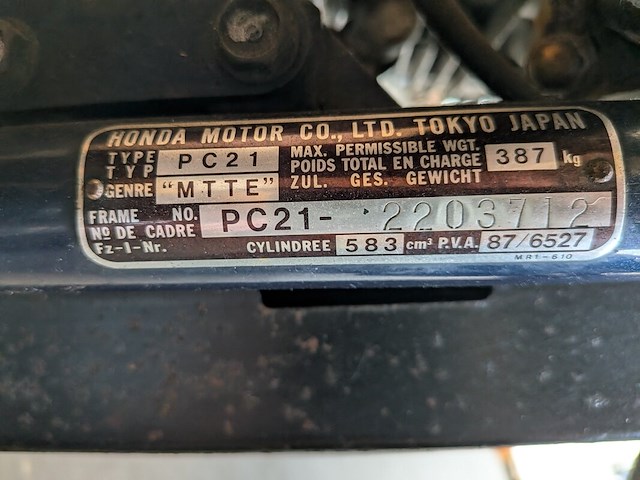 HONDA MOTOR CO., LTD. TOKYO JAPAN
TYPE
TYP
PC21
MAX. PERMISSIBLE WGT.
POIDS TOTAL EN CHARGE
ZUL. GES. GEWICHT
387 kg
GENRE "MTTE"
FRAME NO.
Nº DE CADRE
Fz-I-Nr.
PC21- 2203712
CYLINDREE 583 cm³ P.V.A. 87/6527
MR1-610